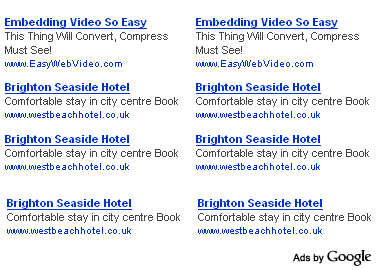 Embedding Video So Easy
This Thing Will Convert, Compress
Must See!
www.EasyWebVideo.com
Brighton Seaside Hotel
Comfortable stay in city centre Book
www.westbeachhotel.co.uk
Brighton Seaside Hotel
Comfortable stay in city centre Book
www.westbeachhotel.co.uk
Brighton Seaside Hotel
Comfortable stay in city centre Book
www.westbeachhotel.co.uk
Embedding Video So Easy
This Thing Will Convert, Compress
Must See!
www.EasyWebVideo.com
Brighton Seaside Hotel
Comfortable stay in city centre Book
www.westbeachhotel.co.uk
Brighton Seaside Hotel
Comfortable stay in city centre Book
www.westbeachhotel.co.uk
Brighton Seaside Hotel
Comfortable stay in city centre Book
www.westbeachhotel.co.uk
Ads by Google